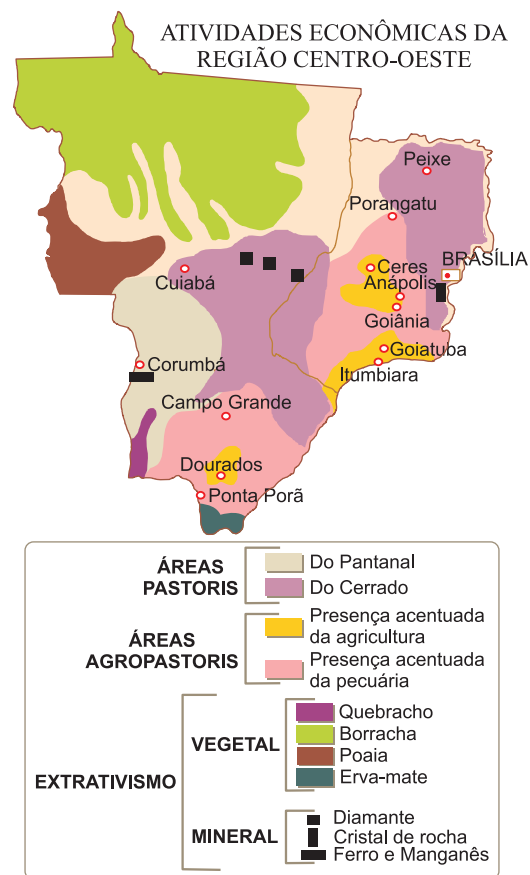 ATIVIDADES ECONÔMICAS DA
REGIÃO CENTRO-OESTE
Peixe
Porangatu
BRASÍLIA
Ceres
Anápolis
Cuiabá
Goiânia
Goiatuba
Corumbá
Itumbiara
Campo Grande
Dourados
Ponta Porã
ÁREAS
PASTORIS
Do Pantanal
Do Cerrado
ÁREAS
AGROPASTORIS
Presença acentuada
da agricultura
Presença acentuada
da pecuária
EXTRATIVISMO
VEGETAL
Quebracho
Borracha
Poaia
Erva-mate
MINERAL
Diamante
Cristal de rocha
Ferro e Manganês